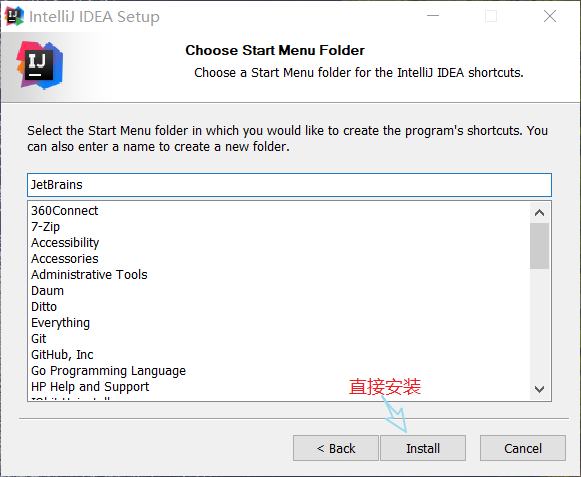 IntelliJ IDEA Setup
IJ
Choose Start Menu Folder
Choose a Start Menu folder for the IntelliJ IDEA shortcuts.
Select the Start Menu folder in which you would like to create the program's shortcuts. You
can also enter a name to create a new folder.
JetBrains
360Connect
7-Zip
Accessibility
Accessories
Administrative Tools
Daum
Ditto
Everything
Git
GitHub, Inc
Go Programming Language
HP Help and Support
直接安装
< Back
Install
Cancel